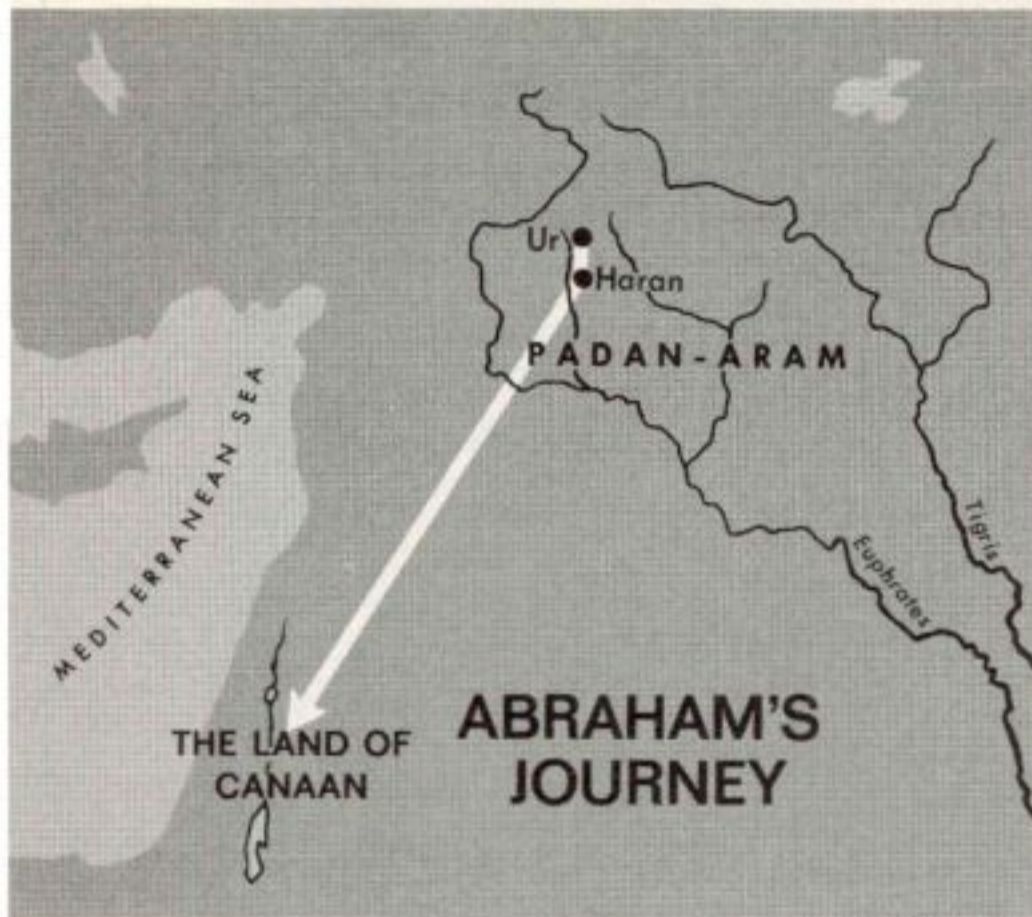 Ur
Haran
PADAN-ARAM
MEDITERRANEAN SEA
Tigris
Euphrates
THE LAND OF
CANAAN
ABRAHAM'S
JOURNEY